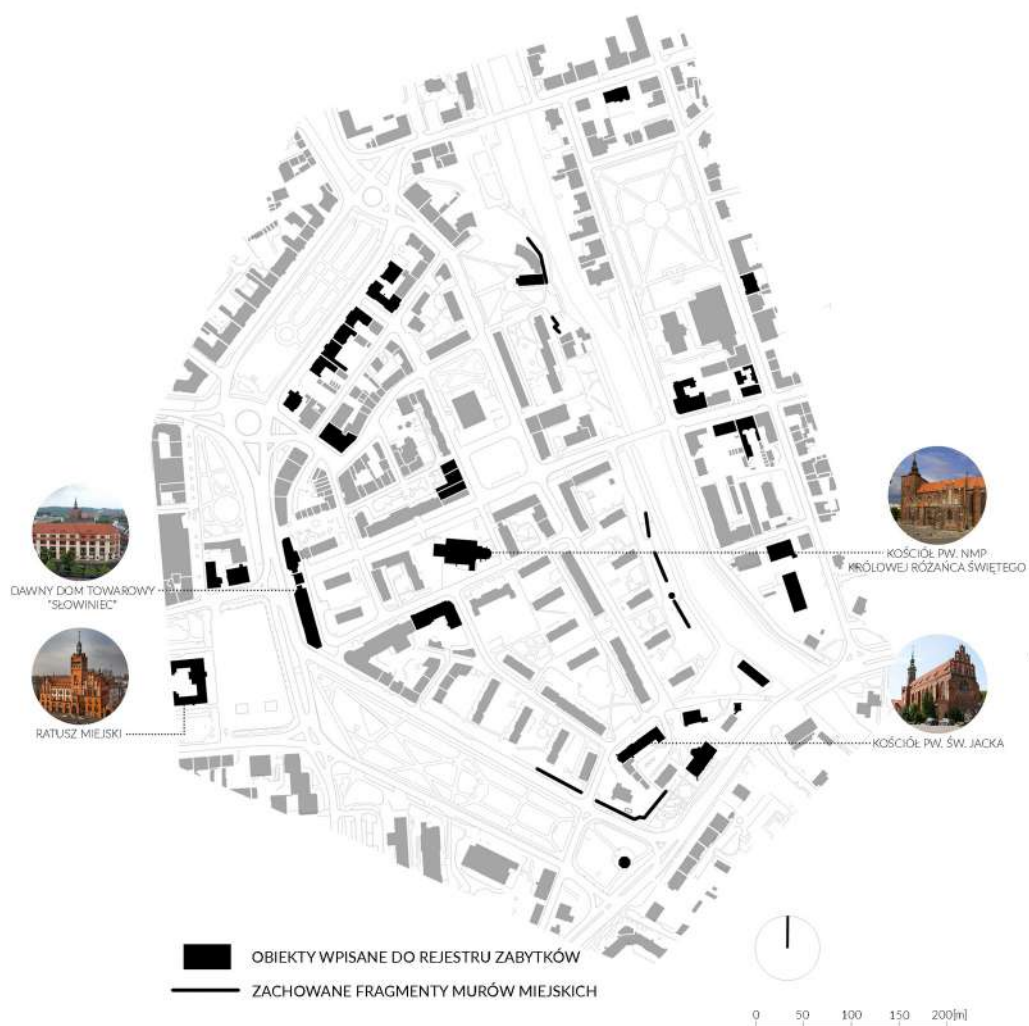 KOŚCIÓŁ PW. NMP
KRÓLOWEJ RÓŻAŃCA ŚWIĘTEGO
DAWNY DOM TOWAROWY
"SŁOWINIEC"
RATUSZ MIEJSKI
KOŚCIÓŁ PW. ŚW. JACKA
OBIEKTY WPISANE DO REJESTRU ZABYTKÓW
ZACHOWANE FRAGMENTY MURÓW MIEJSKICH
0 50 100 150 200[m]